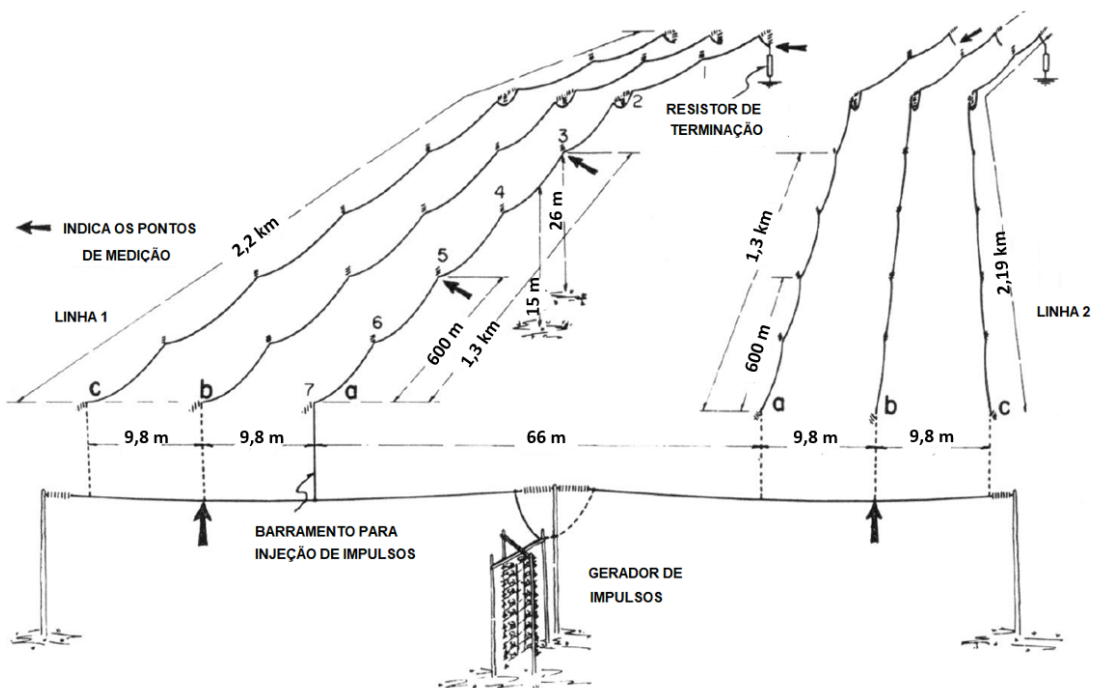 1
RESISTOR DE
TERMINAÇÃO
2
3
4
5
6
7
INDICA OS PONTOS
DE MEDIÇÃO
2,2 km
26 m
15 m
600 m
1,3 km
LINHA 1
c
b
a
1,3 km
600 m
2,19 km
LINHA 2
a
b
c
9,8 m
9,8 m
66 m
9,8 m
9,8 m
BARRAMENTO PARA
INJEÇÃO DE IMPULSOS
GERADOR DE
IMPULSOS